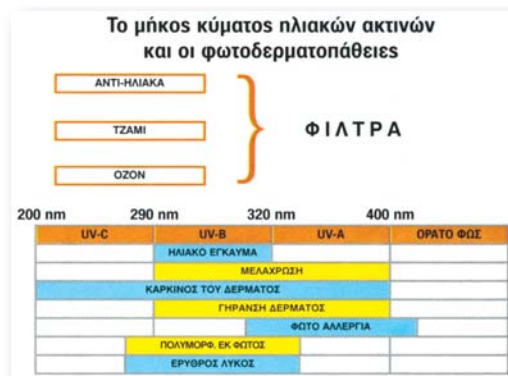 Το μήκος κύματος ηλιακών ακτινών
και οι φωτοδερματοπάθειες
ΑΝΤΙ-ΗΛΙΑΚΑ
ΤΖΑΜΙ
ΟΖΟΝ
ΦΙΛΤΡΑ
200 nm 290 nm 320 nm 400 nm
UV-C UV-B UV-A ΟΡΑΤΟ ΦΩΣ
ΗΛΙΑΚΟ ΕΓΚΑΥΜΑ
ΜΕΛΑΧΡΩΣΗ
ΚΑΡΚΙΝΟΣ ΤΟΥ ΔΕΡΜΑΤΟΣ
ΓΗΡΑΝΣΗ ΔΕΡΜΑΤΟΣ
ΦΩΤΟ ΑΛΛΕΡΓΙΑ
ΠΟΛΥΜΟΡΦ. ΕΚ ΦΩΤΟΣ
ΕΡΥΘΡΟΣ ΛΥΚΟΣ